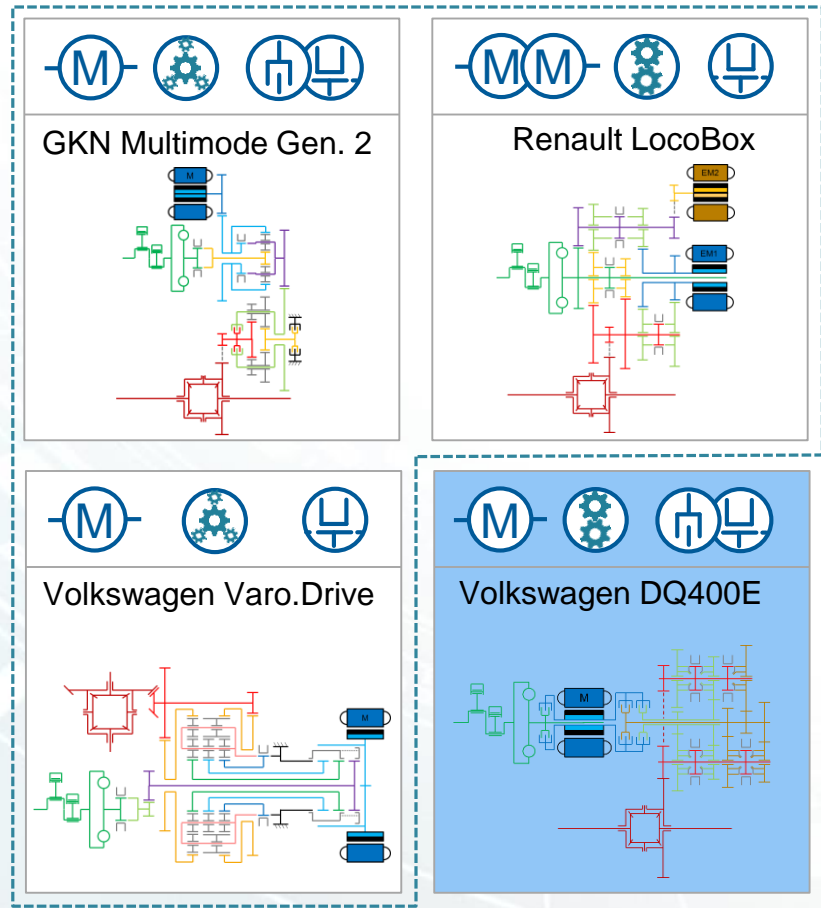 M
M M
GKN Multimode Gen. 2
Renault LocoBox
M
EM2
EM1
M
M
Volkswagen Varo.Drive
Volkswagen DQ400E
M
M